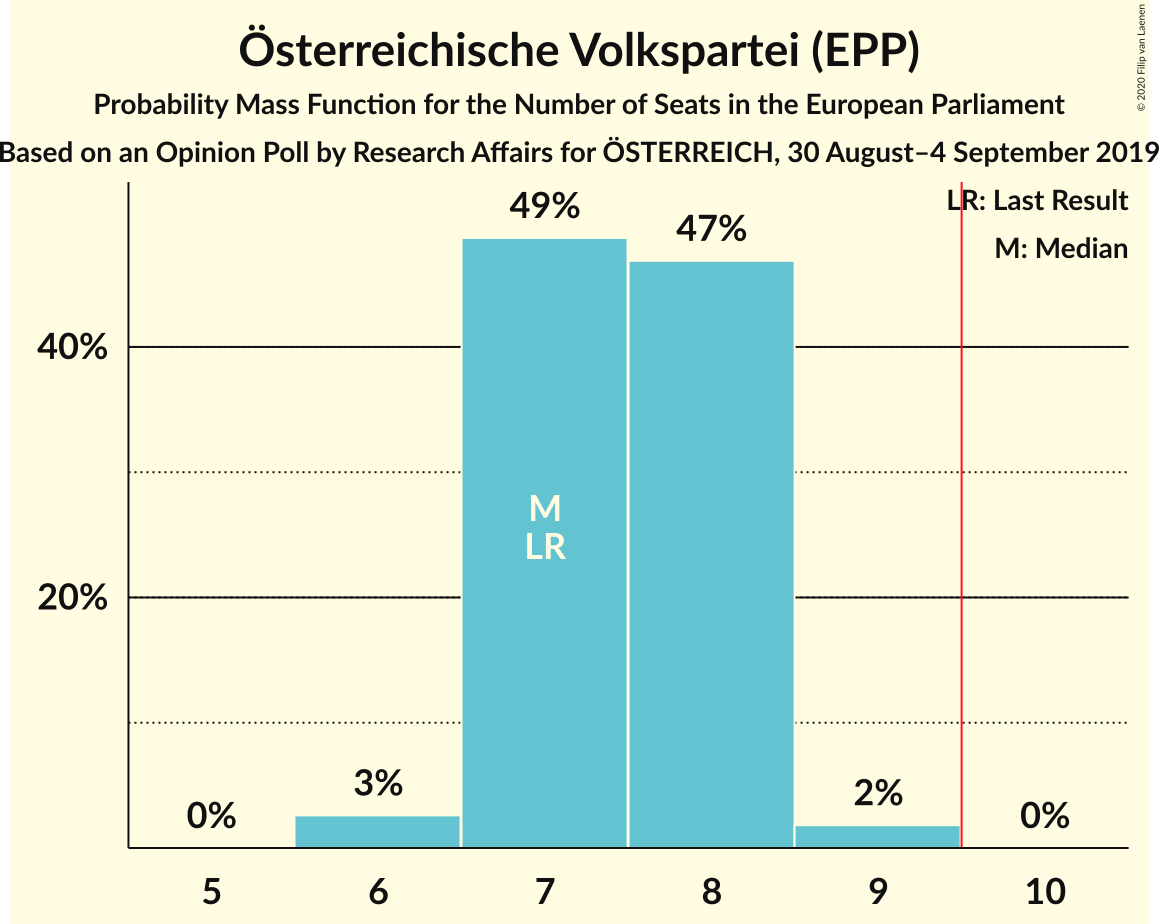 Österreichische Volkspartei (EPP)
Probability Mass Function for the Number of Seats in the European Parliament
Based on an Opinion Poll by Research Affairs for ÖSTERREICH, 30 August–4 September 2019
© 2020 Filip van Laenen
LR: Last Result
M: Median
49%
47%
40%
M
LR
20%
3%
2%
0%
0%
5
6
7
8
9
10